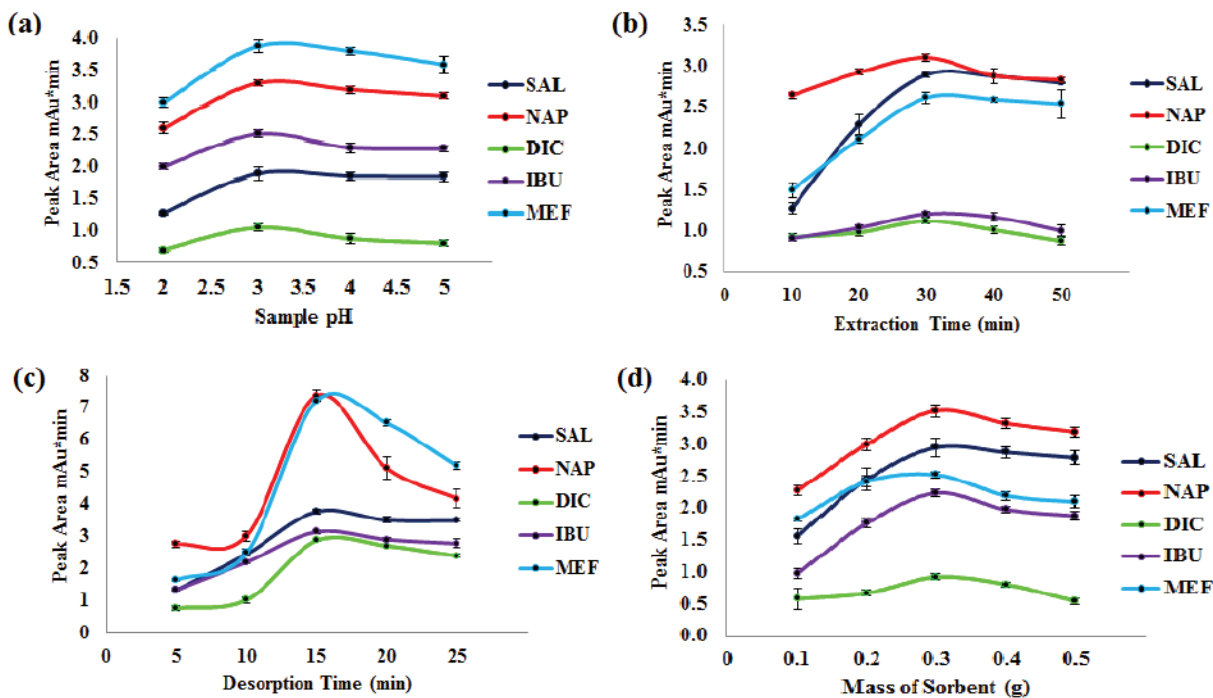 (a)
Peak Area mAu*min
4.0
3.5
3.0
2.5
2.0
1.5
1.0
0.5
1.5 2 2.5 3 3.5 4 4.5 5
Sample pH
SAL
NAP
DIC
IBU
MEF
(b)
Peak Area mAu*min
3.5
3.0
2.5
2.0
1.5
1.0
0.5
0 10 20 30 40 50
Extraction Time (min)
SAL
NAP
DIC
IBU
MEF
(c)
Peak Area mAu*min
8
7
6
5
4
3
2
1
0
0 5 10 15 20 25
Desorption Time (min)
SAL
NAP
DIC
IBU
MEF
(d)
Peak Area mAu*min
4.0
3.5
3.0
2.5
2.0
1.5
1.0
0.5
0.0
0 0.1 0.2 0.3 0.4 0.5
Mass of Sorbent (g)
SAL
NAP
DIC
IBU
MEF